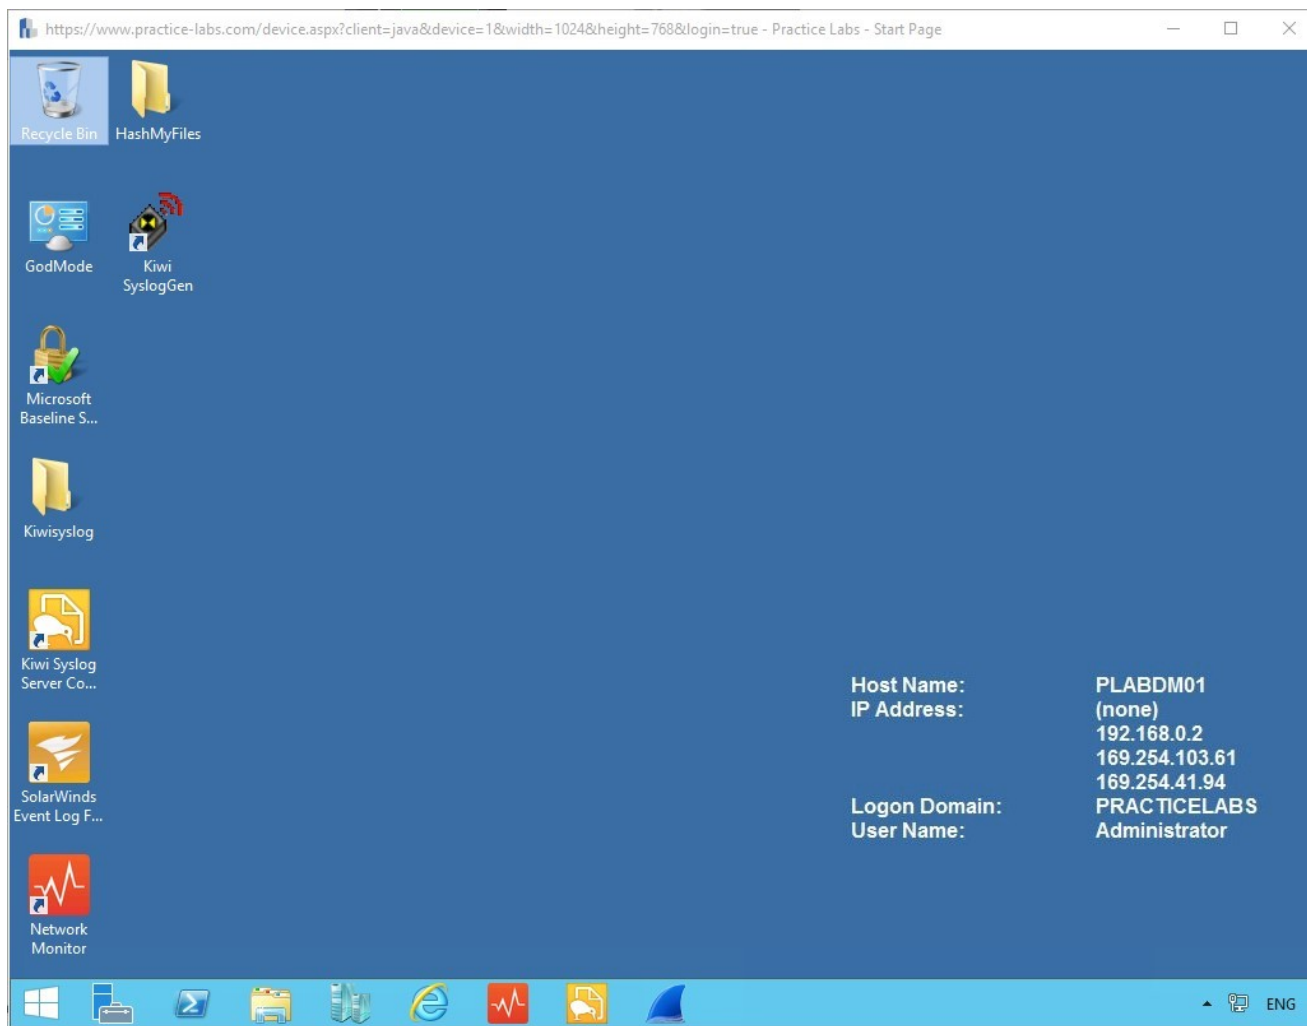 https://www.practice-labs.com/device.aspx?client=java&device=1&width=1024&height=768&login=true - Practice Labs - Start Page
Recycle Bin
HashMyFiles
GodMode
Kiwi
SyslogGen
Microsoft
Baseline S...
Kiwisyslog
Kiwi Syslog
Server Co...
SolarWinds
Event Log F...
Network
Monitor
Host Name: PLABDM01
IP Address: (none)
192.168.0.2
169.254.103.61
169.254.41.94
Logon Domain: PRACTICELABS
User Name: Administrator
ENG